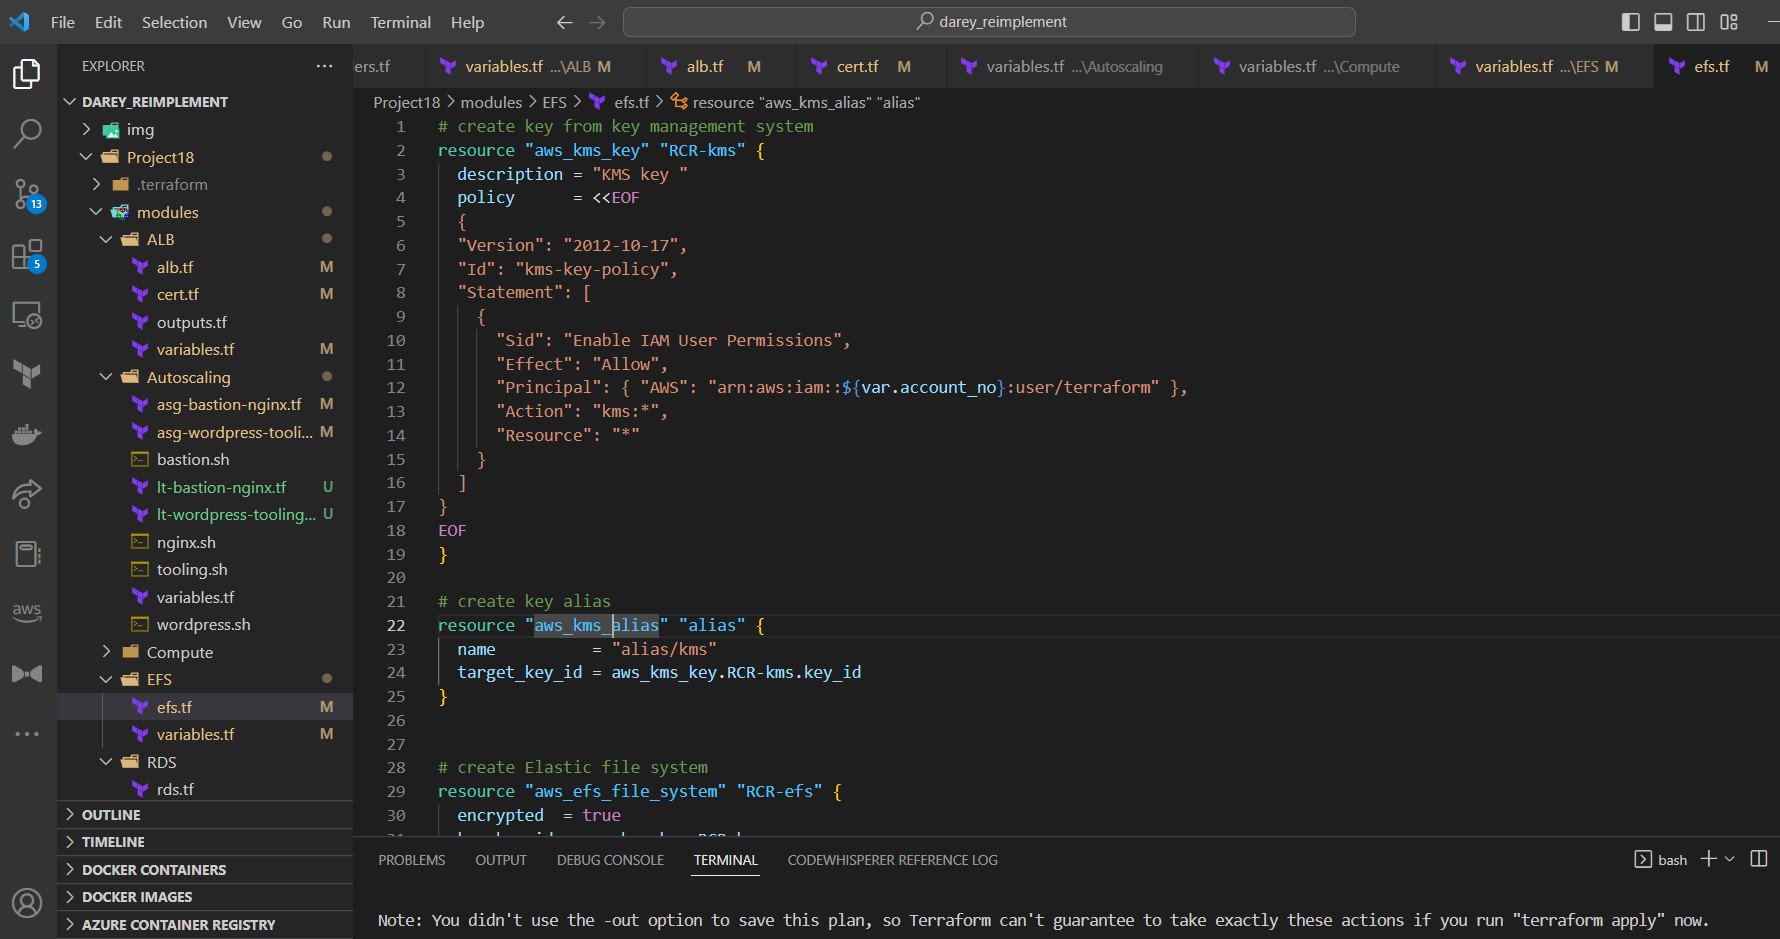 File Edit Selection View Go Run Terminal Help
darey_reimplement
EXPLORER
DAREY_REIMPLEMENT
img
Project18
.terraform
modules
ALB
alb.tf M
cert.tf M
outputs.tf
variables.tf M
Autoscaling
asg-bastion-nginx.tf M
asg-wordpress-tooli... M
bastion.sh
lt-bastion-nginx.tf U
lt-wordpress-tooling... U
nginx.sh
tooling.sh
variables.tf
wordpress.sh
Compute
EFS
efs.tf M
variables.tf M
RDS
rds.tf
OUTLINE
TIMELINE
DOCKER CONTAINERS
DOCKER IMAGES
AZURE CONTAINER REGISTRY
13
5
aws
ers.tf variables.tf ...\ALB M alb.tf M cert.tf M variables.tf ...\Autoscaling variables.tf ...\Compute variables.tf ...\EFS M efs.tf M
Project18 > modules > EFS > efs.tf > resource "aws_kms_alias" "alias"
1 # create key from key management system
2 resource "aws_kms_key" "RCR-kms" {
3 description = "KMS key "
4 policy = <<EOF
5 {
6 "Version": "2012-10-17",
7 "Id": "kms-key-policy",
8 "Statement": [
9 {
10 "Sid": "Enable IAM User Permissions",
11 "Effect": "Allow",
12 "Principal": { "AWS": "arn:aws:iam::${var.account_no}:user/terraform" },
13 "Action": "kms:*",
14 "Resource": "*"
15 }
16 ]
17 }
18 EOF
19 }
20
21 # create key alias
22 resource "aws_kms_alias" "alias" {
23 name = "alias/kms"
24 target_key_id = aws_kms_key.RCR-kms.key_id
25 }
26
27
28 # create Elastic file system
29 resource "aws_efs_file_system" "RCR-efs" {
30 encrypted = true
PROBLEMS OUTPUT DEBUG CONSOLE TERMINAL CODEWHISPERER REFERENCE LOG
bash
Note: You didn't use the -out option to save this plan, so Terraform can't guarantee to take exactly these actions if you run "terraform apply" now.